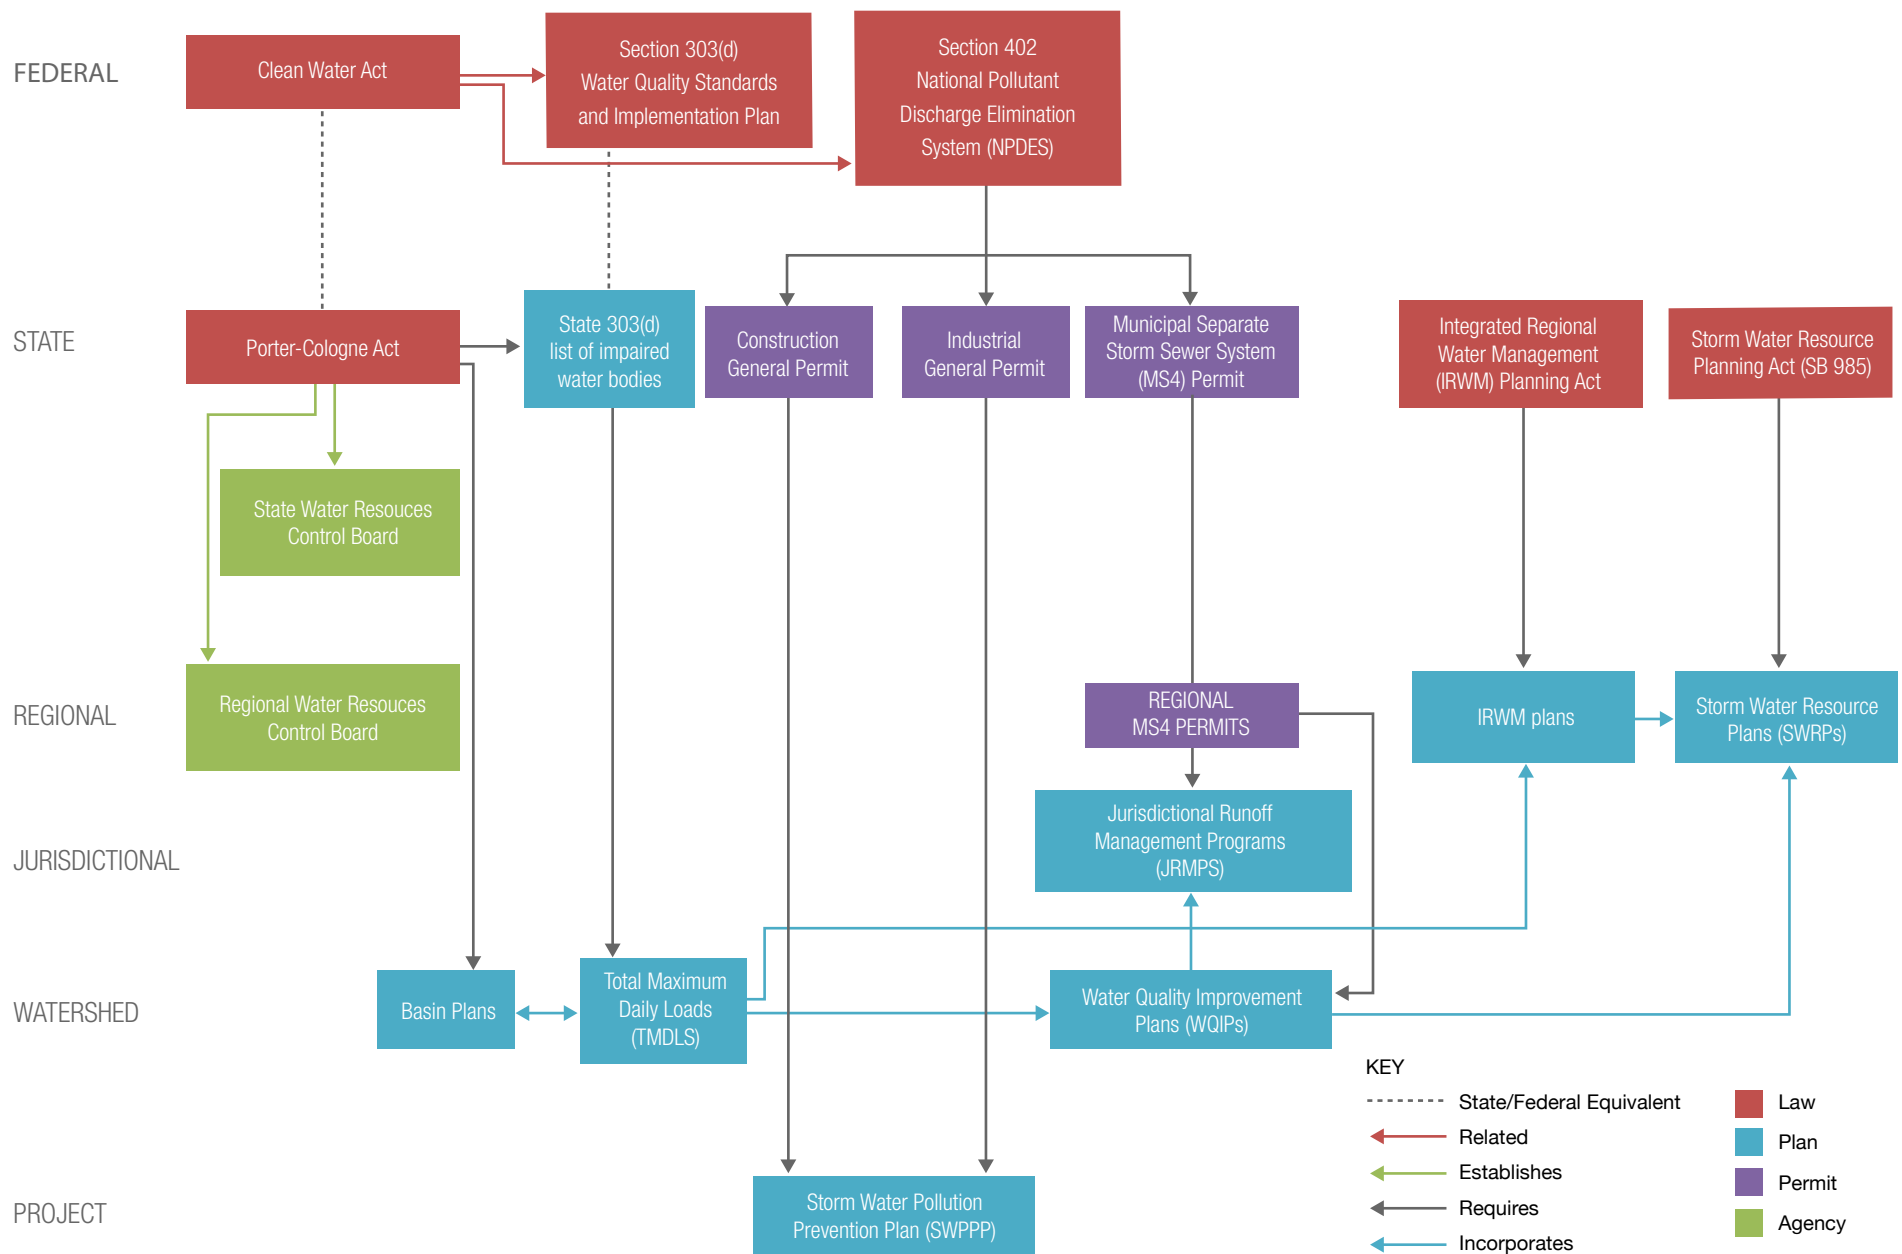 FEDERAL
Clean Water Act
Section 303(d)
Water Quality Standards
and Implementation Plan
Section 402
National Pollutant
Discharge Elimination
System (NPDES)
STATE
Porter-Cologne Act
State 303(d)
list of impaired
water bodies
Construction
General Permit
Industrial
General Permit
Municipal Separate
Storm Sewer System
(MS4) Permit
Integrated Regional
Water Management
(IRWM) Planning Act
Storm Water Resource
Planning Act (SB 985)
State Water Resouces
Control Board
REGIONAL
Regional Water Resouces
Control Board
REGIONAL
MS4 PERMITS
IRWM plans
Storm Water Resource
Plans (SWRPs)
JURISDICTIONAL
Jurisdictional Runoff
Management Programs
(JRMPS)
WATERSHED
Basin Plans
Total Maximum
Daily Loads
(TMDLS)
Water Quality Improvement
Plans (WQIPs)
PROJECT
Storm Water Pollution
Prevention Plan (SWPPP)
KEY
State/Federal Equivalent
Related
Establishes
Requires
Incorporates
Law
Plan
Permit
Agency